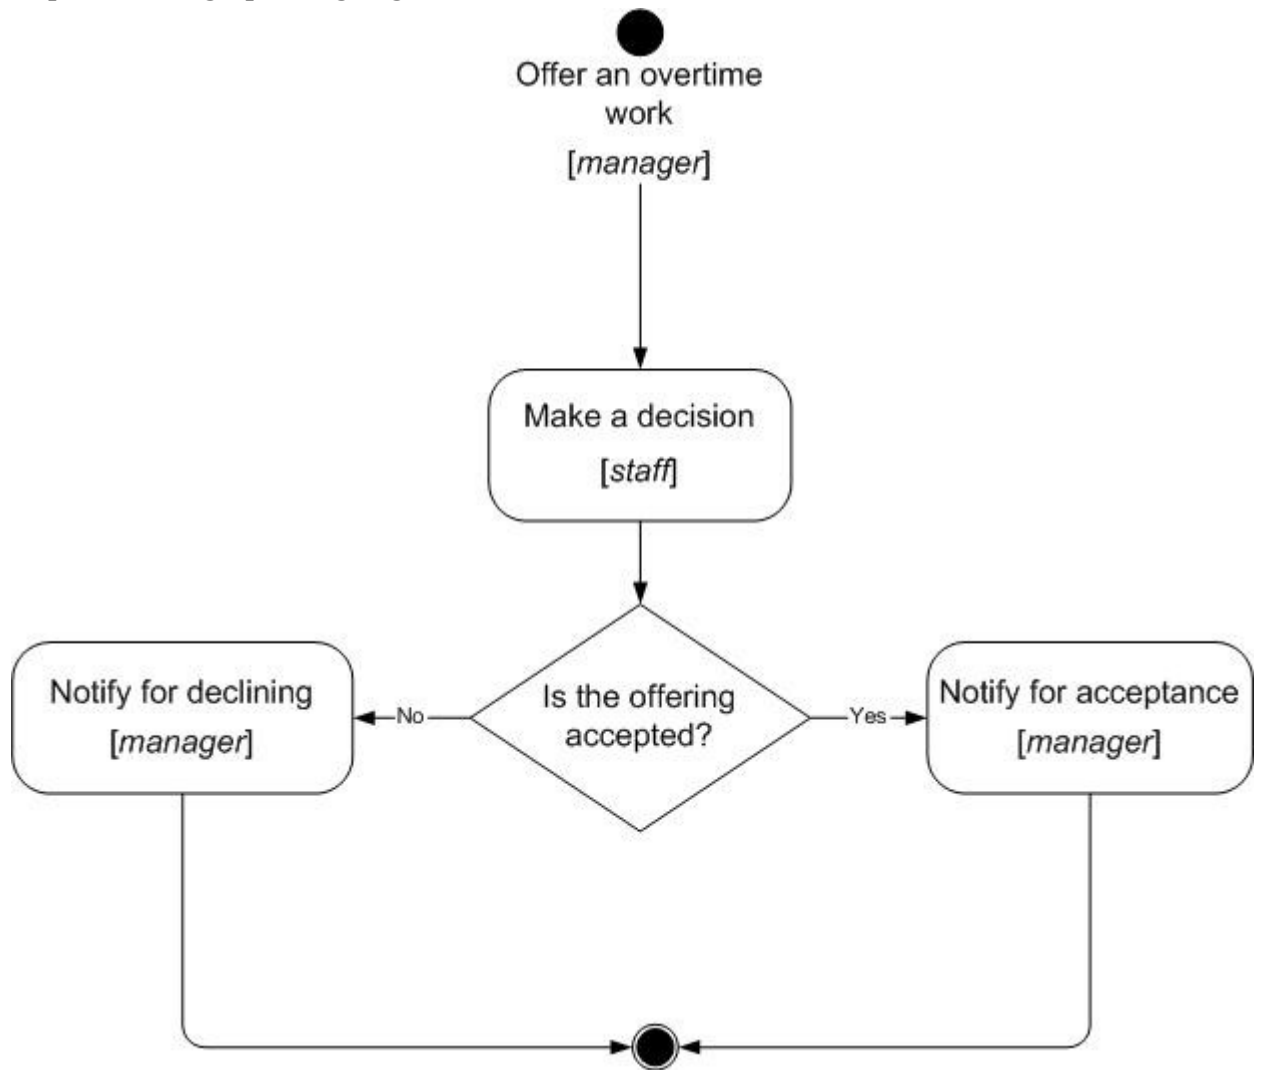 Offer an overtime
work
[manager]
Make a decision
[staff]
Is the offering
accepted?
No
Yes
Notify for declining
[manager]
Notify for acceptance
[manager]